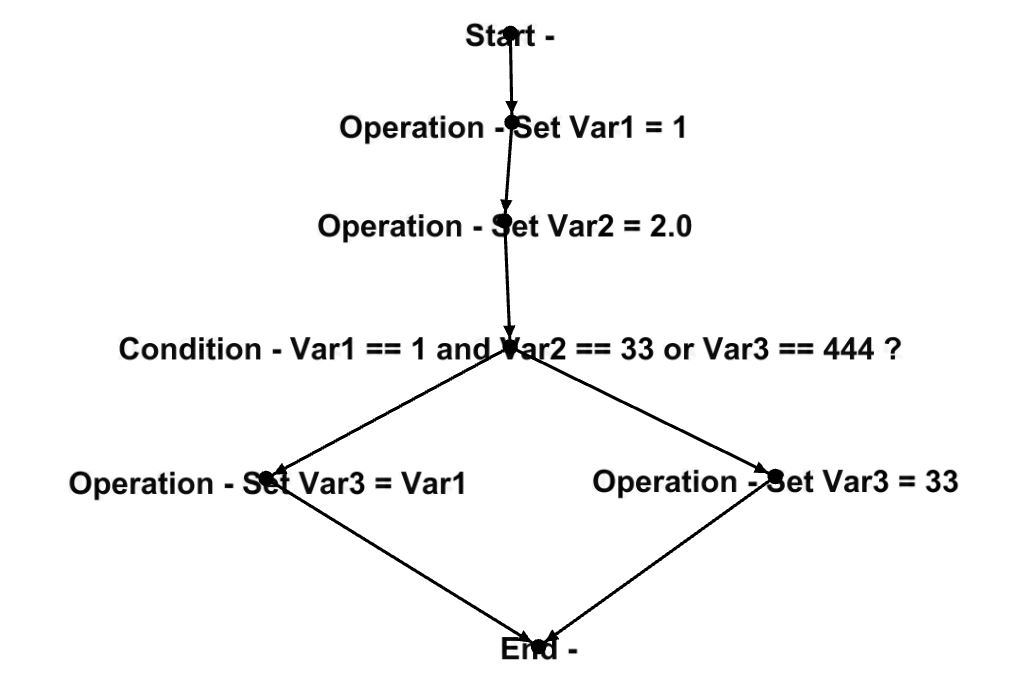 Start -
Operation - Set Var1 = 1
Operation - Set Var2 = 2.0
Condition - Var1 == 1 and Var2 == 33 or Var3 == 444 ?
Operation - Set Var3 = Var1
Operation - Set Var3 = 33
End -